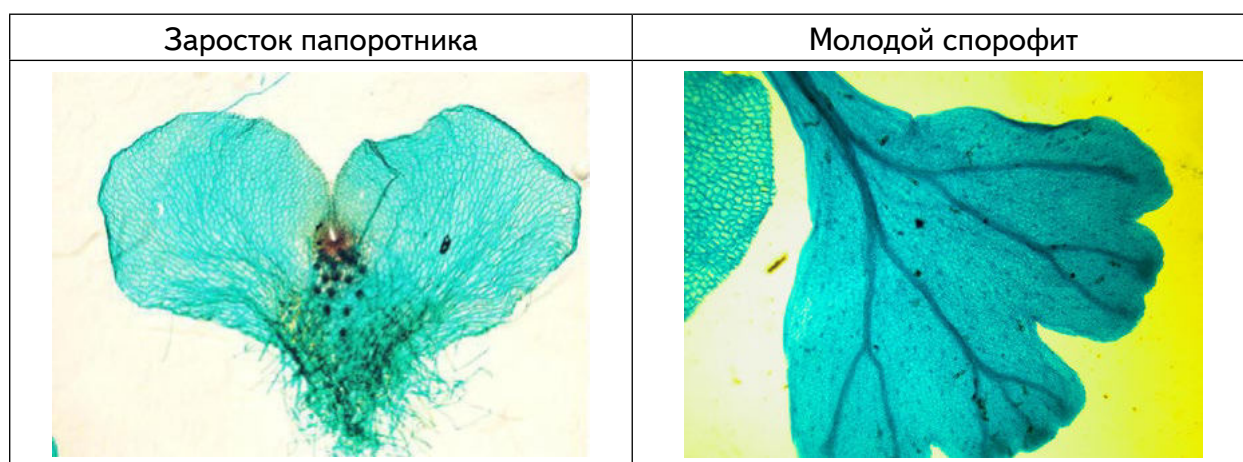 Заросток папоротника
Молодой спорофит